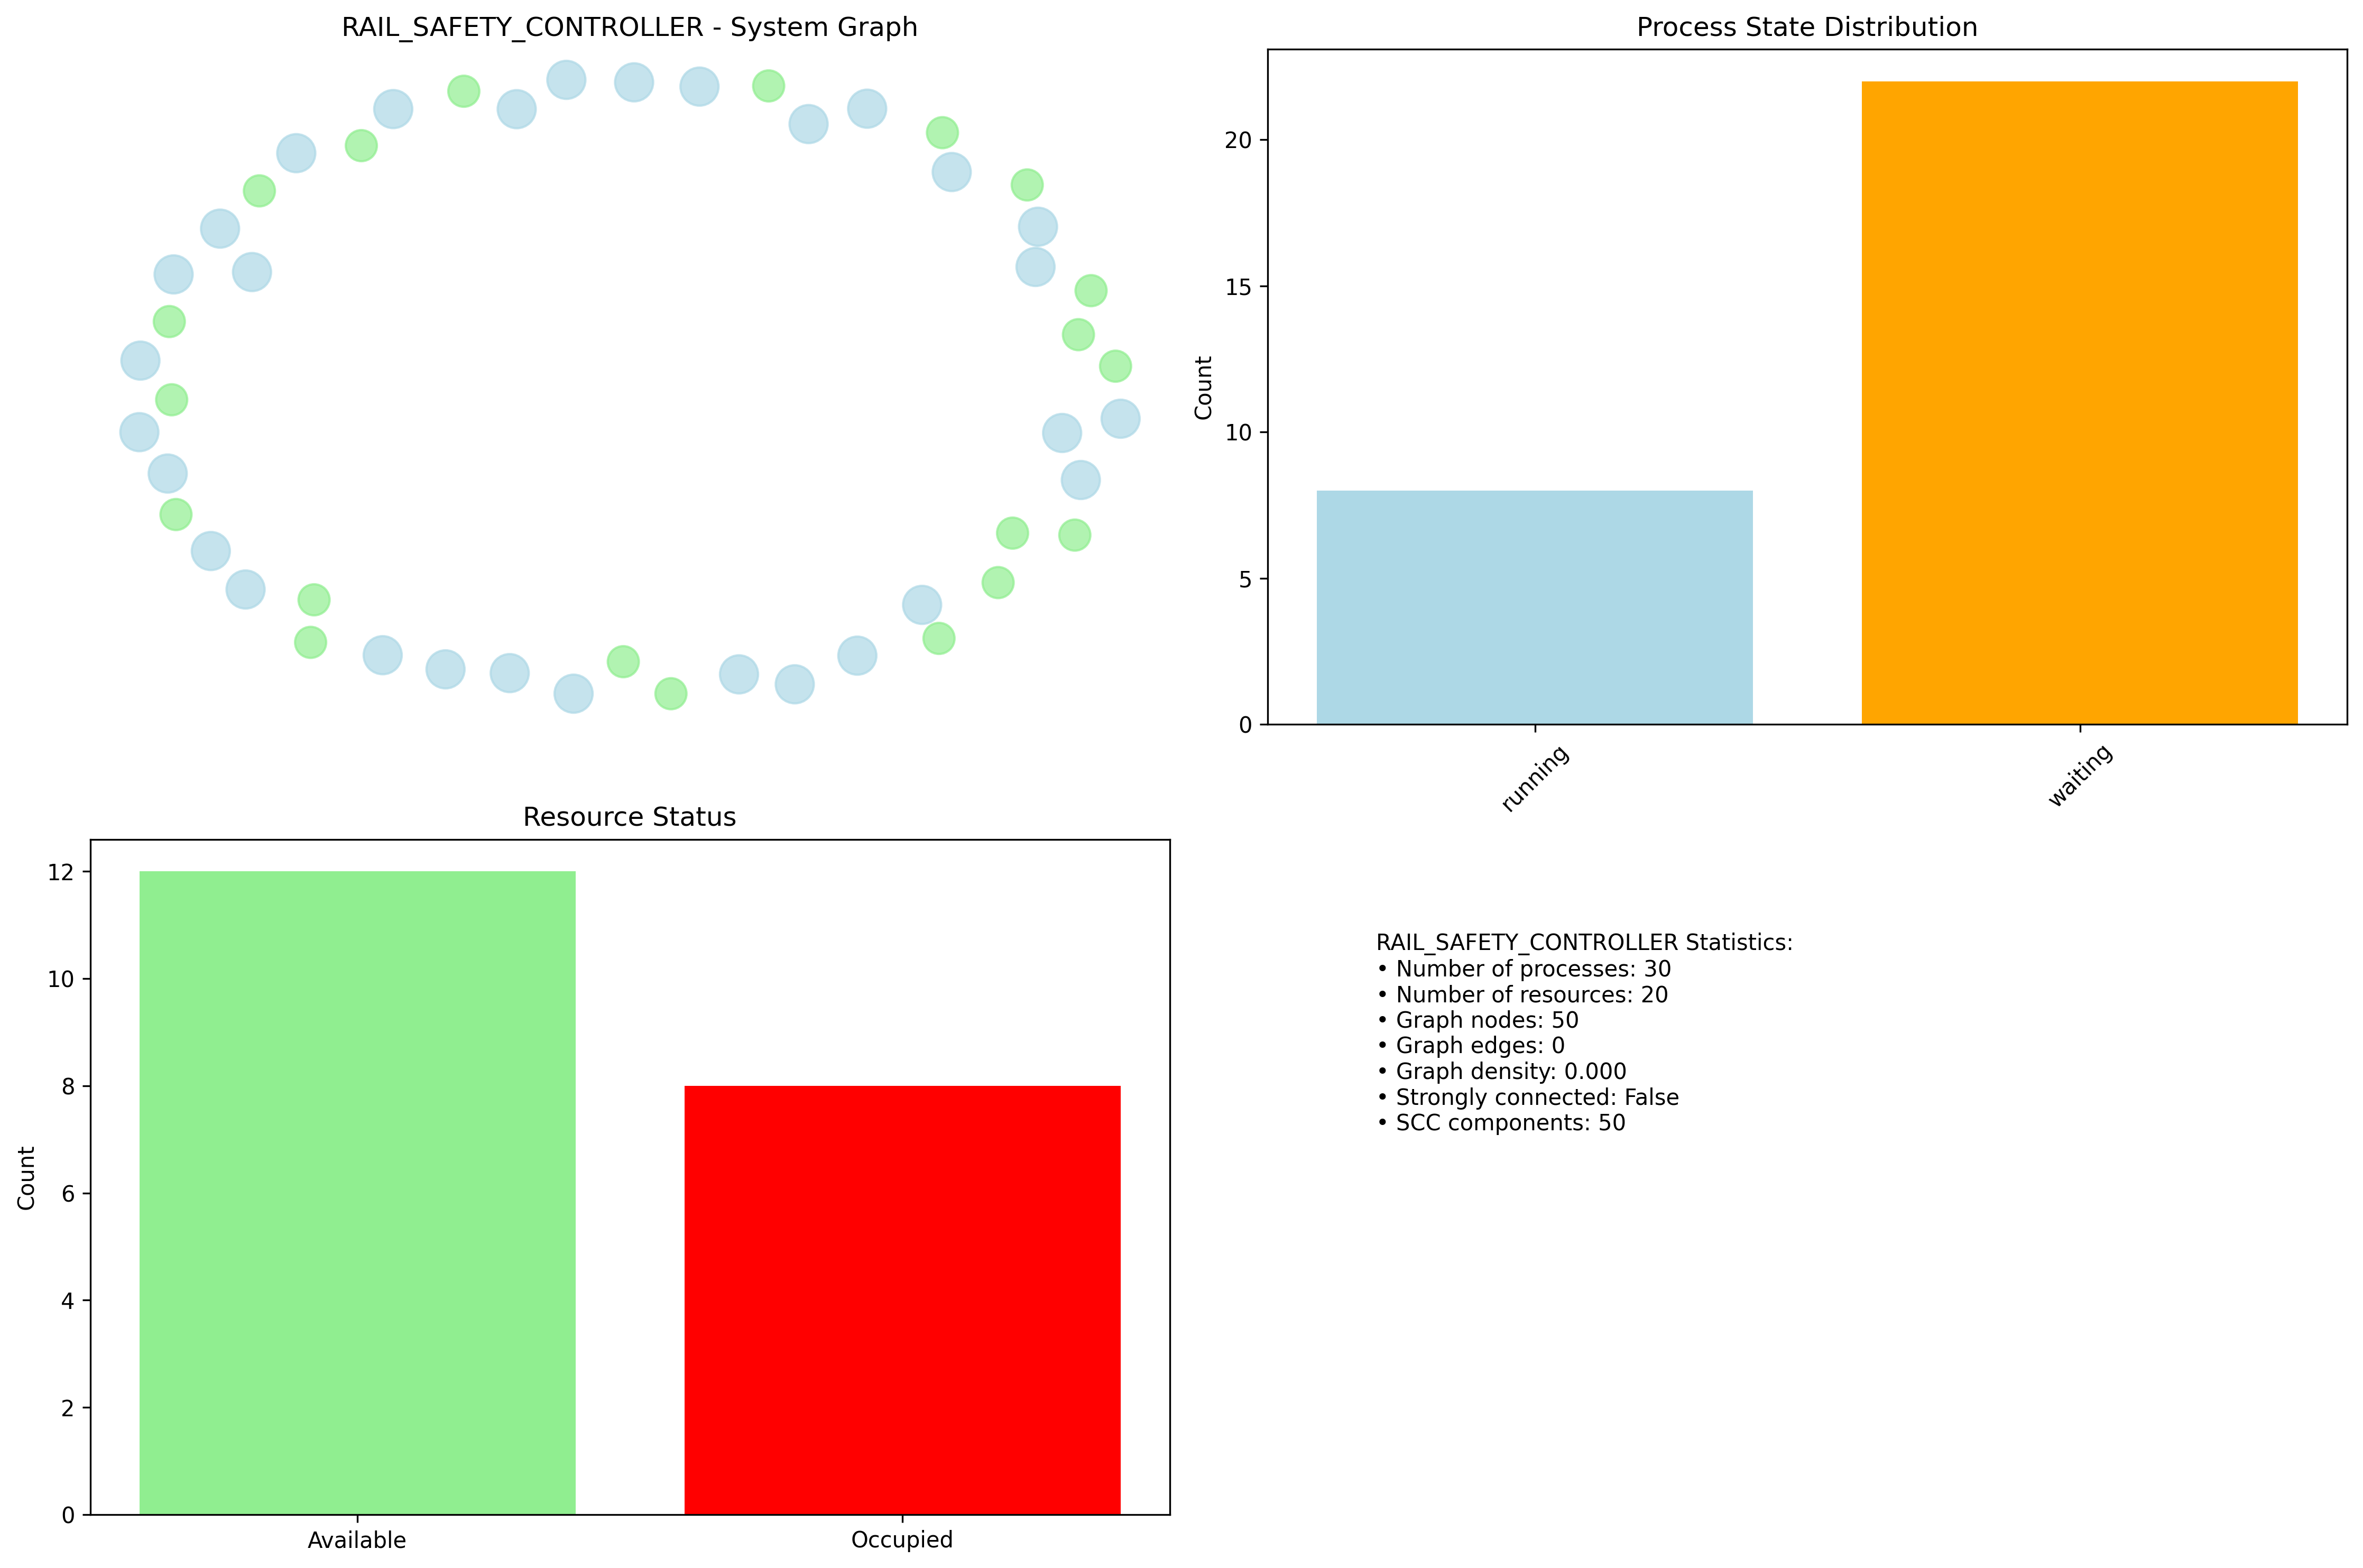 RAIL_SAFETY_CONTROLLER - System Graph
Process State Distribution
Count
20
15
10
5
0
running
waiting
Resource Status
Count
12
10
8
6
4
2
0
Available
Occupied
RAIL_SAFETY_CONTROLLER Statistics:
• Number of processes: 30
• Number of resources: 20
• Graph nodes: 50
• Graph edges: 0
• Graph density: 0.000
• Strongly connected: False
• SCC components: 50